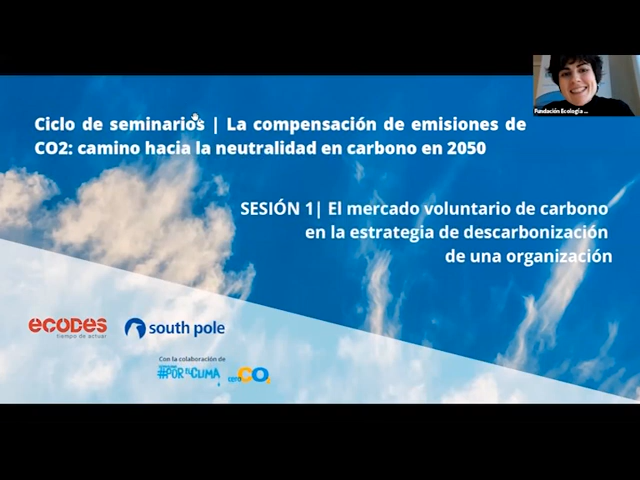 Fundación Ecología ...
Ciclo de seminarios | La compensación de emisiones de
CO2: camino hacia la neutralidad en carbono en 2050
SESIÓN 1| El mercado voluntario de carbono
en la estrategia de descarbonización
de una organización
ecodes
tiempo de actuar
south pole
Con la colaboración de
#PORELCLIMA
ceroCO2